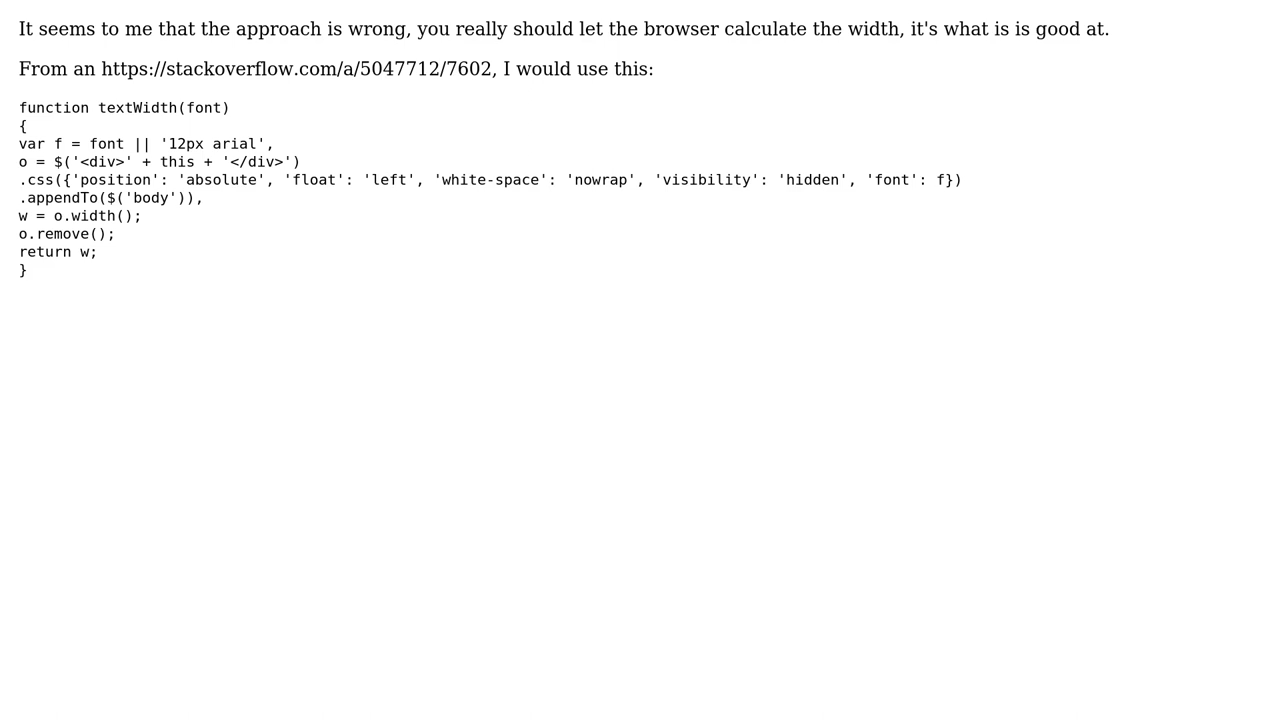 It seems to me that the approach is wrong, you really should let the browser calculate the width, it's what is is good at.
From an https://stackoverflow.com/a/5047712/7602, I would use this:
function textWidth(font)
{
var f = font || '12px arial',
o = $('<div>' + this + '</div>')
.css({'position': 'absolute', 'float': 'left', 'white-space': 'nowrap', 'visibility': 'hidden', 'font': f})
.appendTo($('body')),
w = o.width();
o.remove();
return w;
}